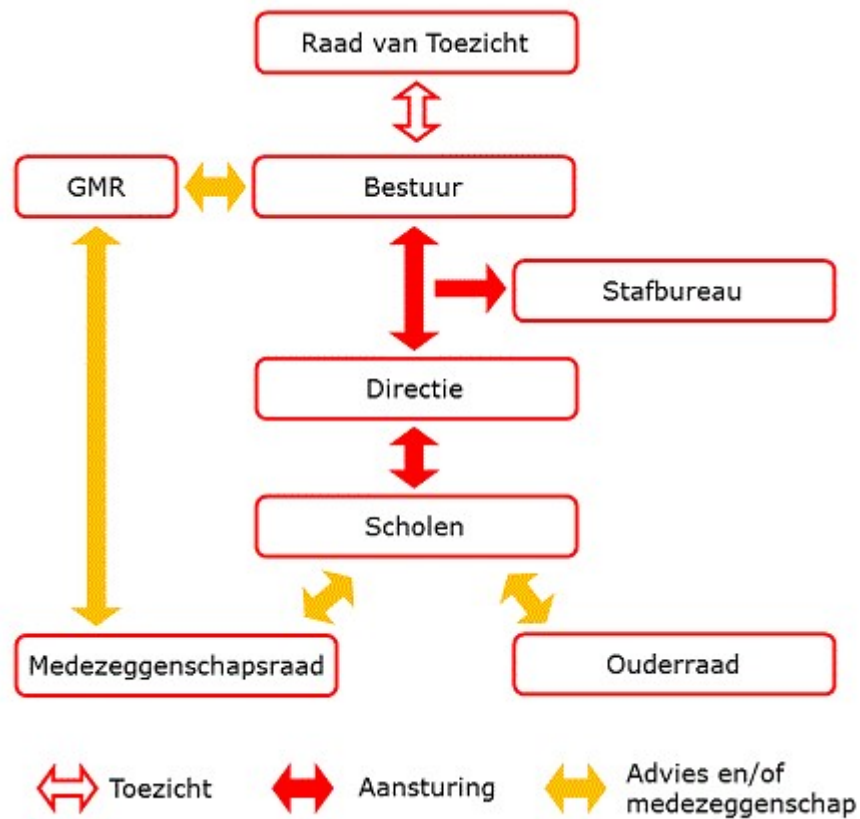 Raad van Toezicht
GMR
Bestuur
Stafbureau
Directie
Scholen
Medezeggenschapsraad
Ouderraad
Toezicht
Aansturing
Advies en/of
medezeggenschap